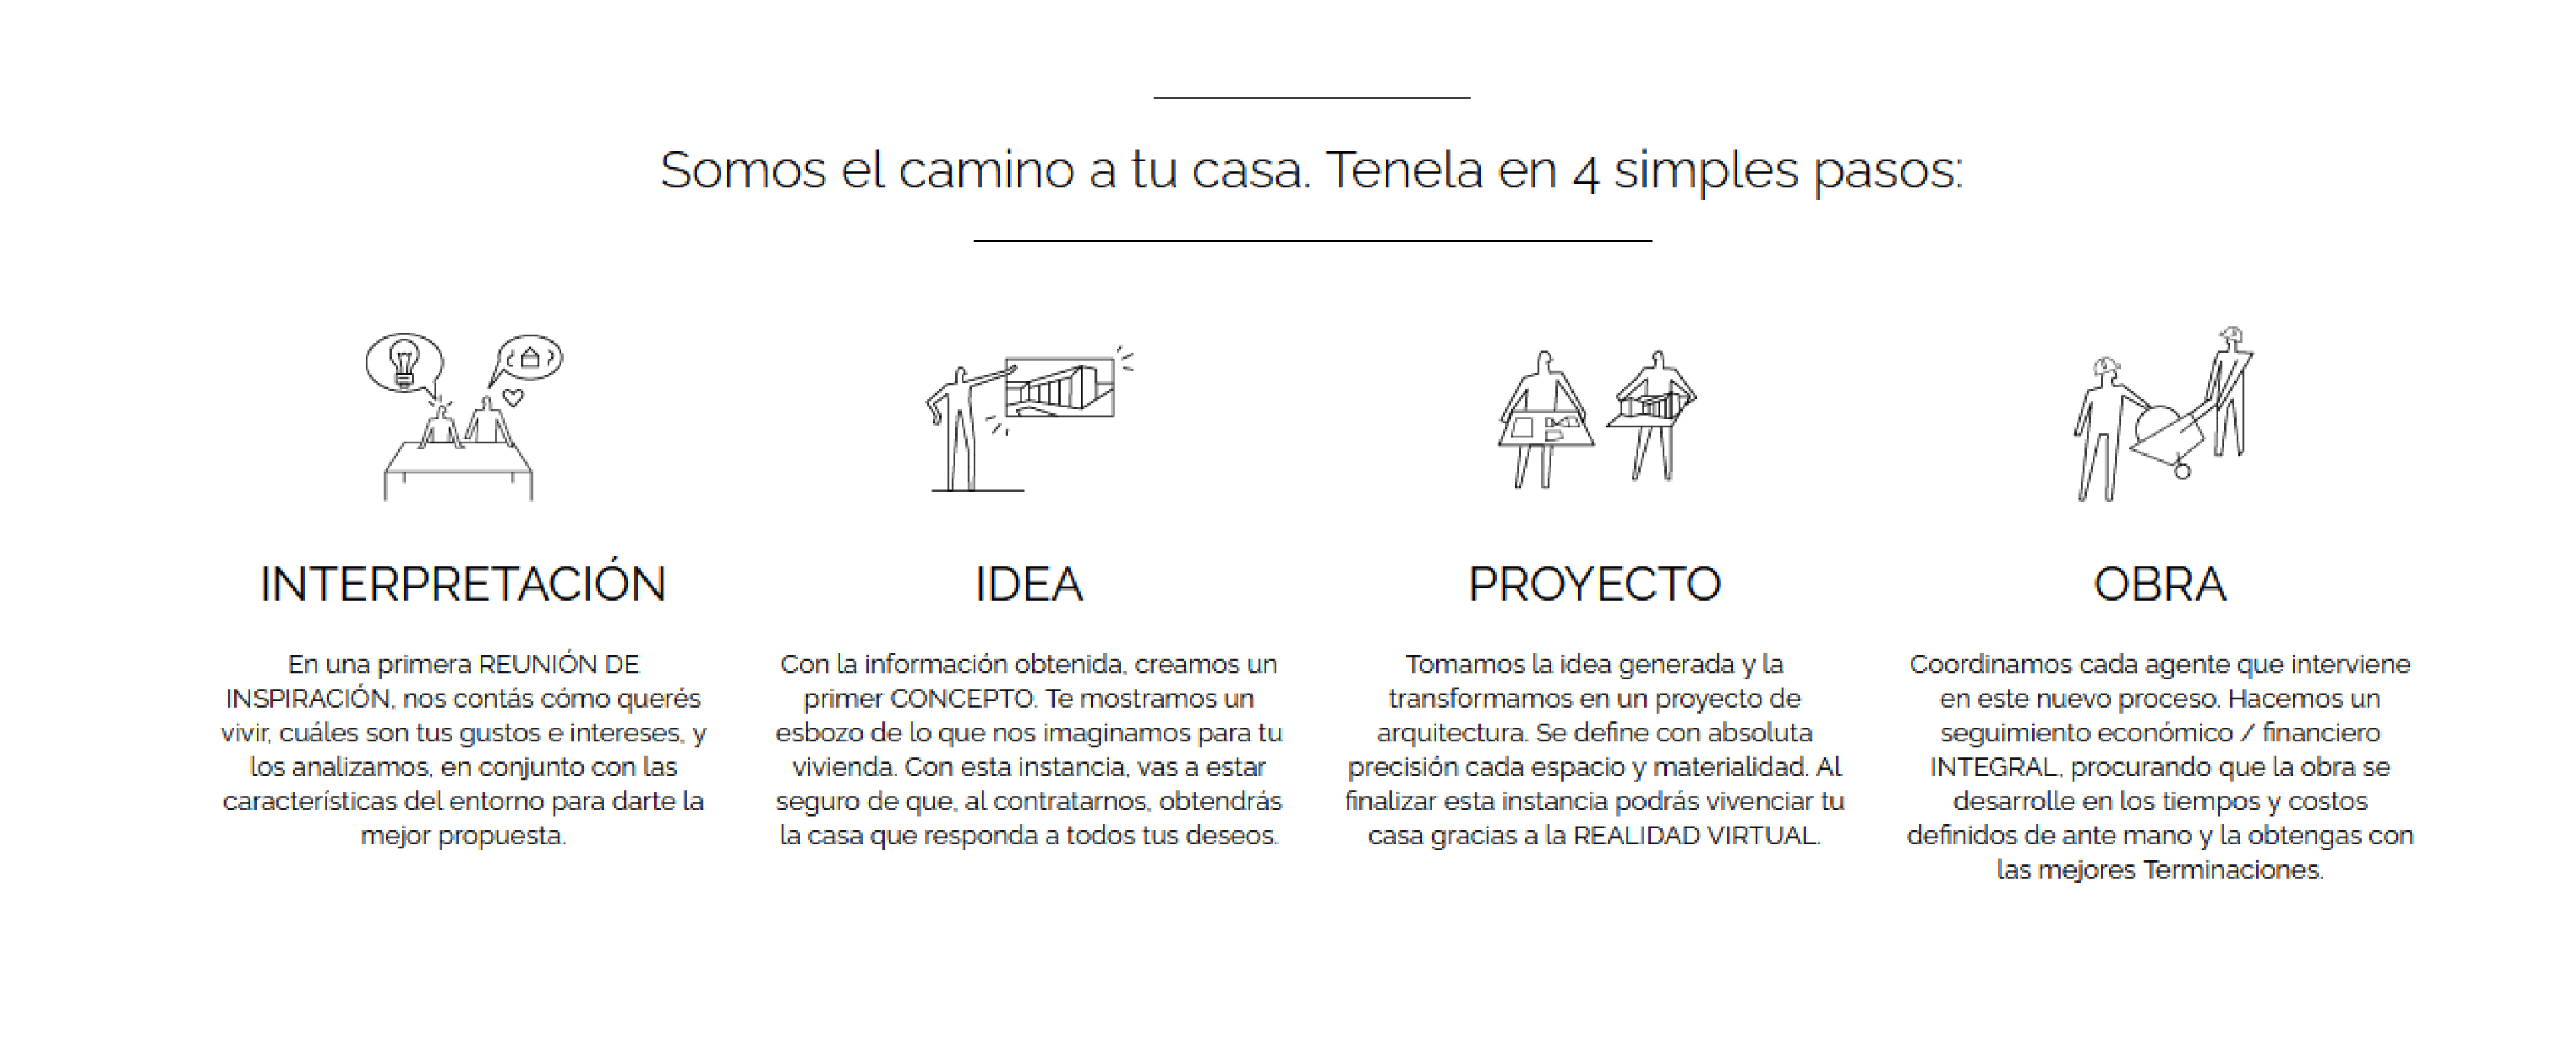 Somos el camino a tu casa. Tenela en 4 simples pasos:
INTERPRETACIÓN
En una primera REUNIÓN DE
INSPIRACIÓN, nos contás cómo querés
vivir, cuáles son tus gustos e intereses, y
los analizamos, en conjunto con las
características del entorno para darte la
mejor propuesta.
IDEA
Con la información obtenida, creamos un
primer CONCEPTO. Te mostramos un
esbozo de lo que nos imaginamos para tu
vivienda. Con esta instancia, vas a estar
seguro de que, al contratarnos, obtendrás
la casa que responda a todos tus deseos.
PROYECTO
Tomamos la idea generada y la
transformamos en un proyecto de
arquitectura. Se define con absoluta
precisión cada espacio y materialidad. Al
finalizar esta instancia podrás vivenciar tu
casa gracias a la REALIDAD VIRTUAL.
OBRA
Coordinamos cada agente que interviene
en este nuevo proceso. Hacemos un
seguimiento económico / financiero
INTEGRAL, procurando que la obra se
desarrolle en los tiempos y costos
definidos de ante mano y la obtengas con
las mejores Terminaciones.